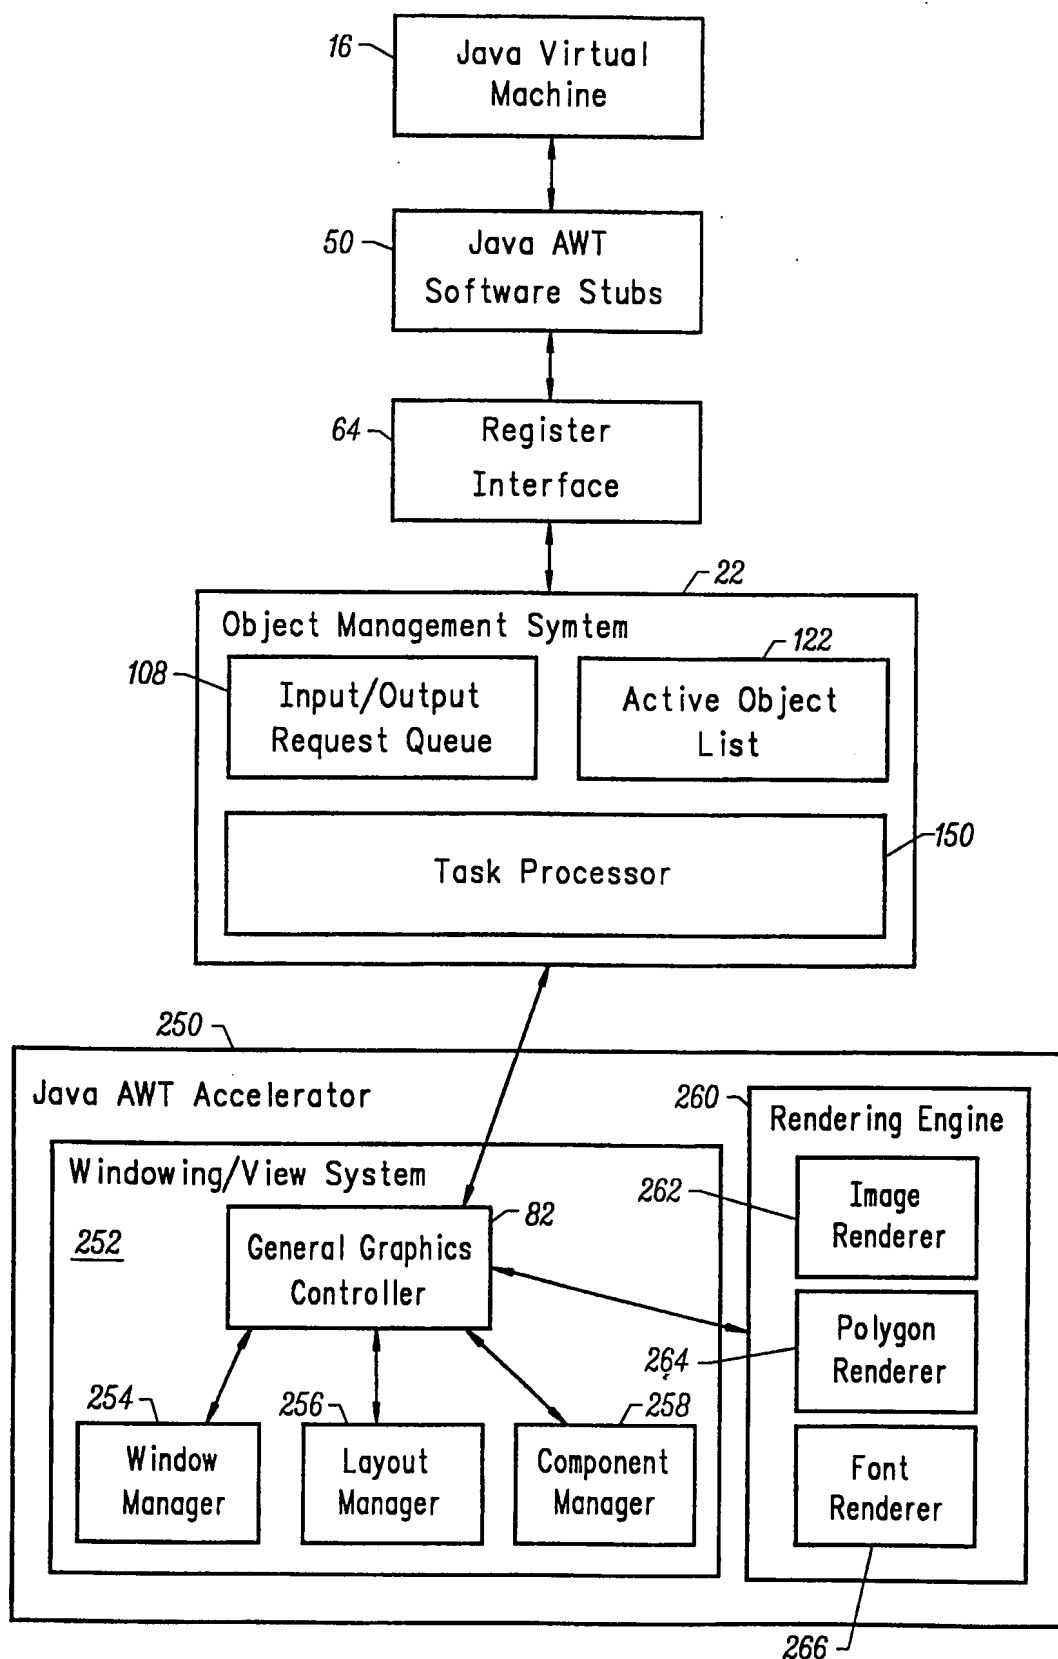 16
Java Virtual
Machine
50
Java AWT
Software Stubs
64
Register
Interface
22
Object Management Symtem
108
Input/Output
Request Queue
122
Active Object
List
150
Task Processor
250
Java AWT Accelerator
Windowing/View System
252
82
General Graphics
Controller
254
Window
Manager
256
Layout
Manager
258
Component
Manager
260
Rendering Engine
262
Image
Renderer
264
Polygon
Renderer
Font
Renderer
266